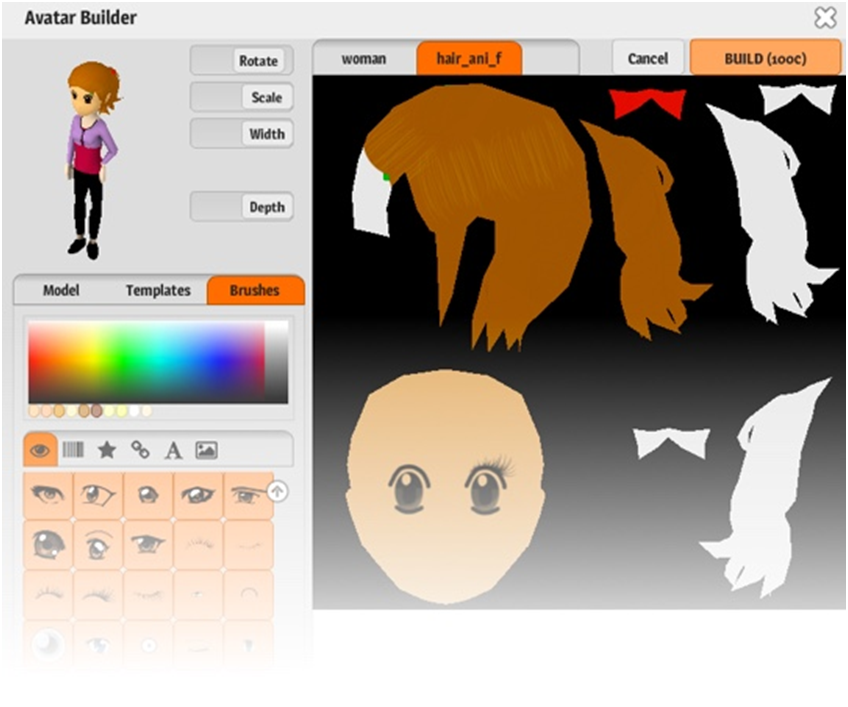 Avatar Builder
Rotate
Scale
Width
Depth
woman
hair_ani_f
Cancel
BUILD (100c)
Model
Templates
Brushes
A